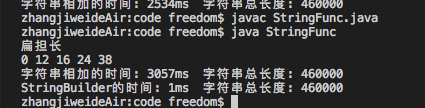 字符串相加的时间: 2534ms  字符串总长度: 460000
zhangjiweideAir:code freedom$ javac StringFunc.java
zhangjiweideAir:code freedom$ java StringFunc
扁担长
0 12 16 24 38
字符串相加的时间: 3057ms  字符串总长度: 460000
StringBuilder的时间: 1ms  字符串总长度: 460000
zhangjiweideAir:code freedom$